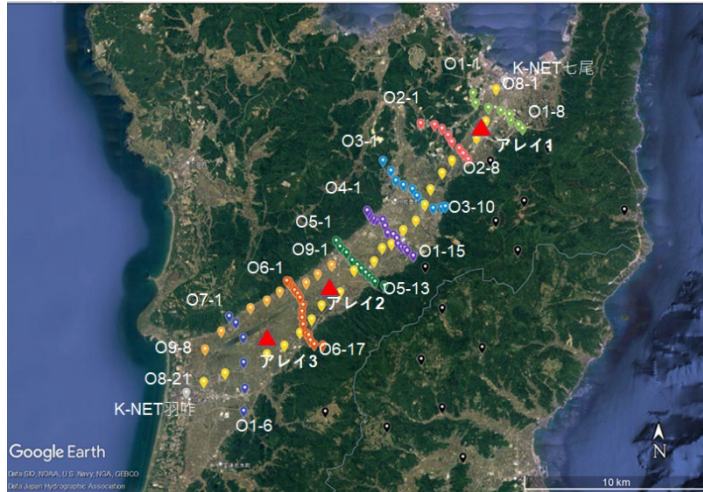 O1-1
K-NET七尾
O8-1
O2-1
O1-8
アレイ1
O3-1
O2-8
O4-1
O3-10
O5-1
O9-1
O1-15
O6-1
O5-13
O7-1
アレイ2
O9-8
O6-17
アレイ3
O8-21
K-NET羽咋
O1-6
Google Earth
Data SIO, NOAA, U.S. Navy, NGA, GEBCO
Data Japan Hydrographic Association
N
10 km